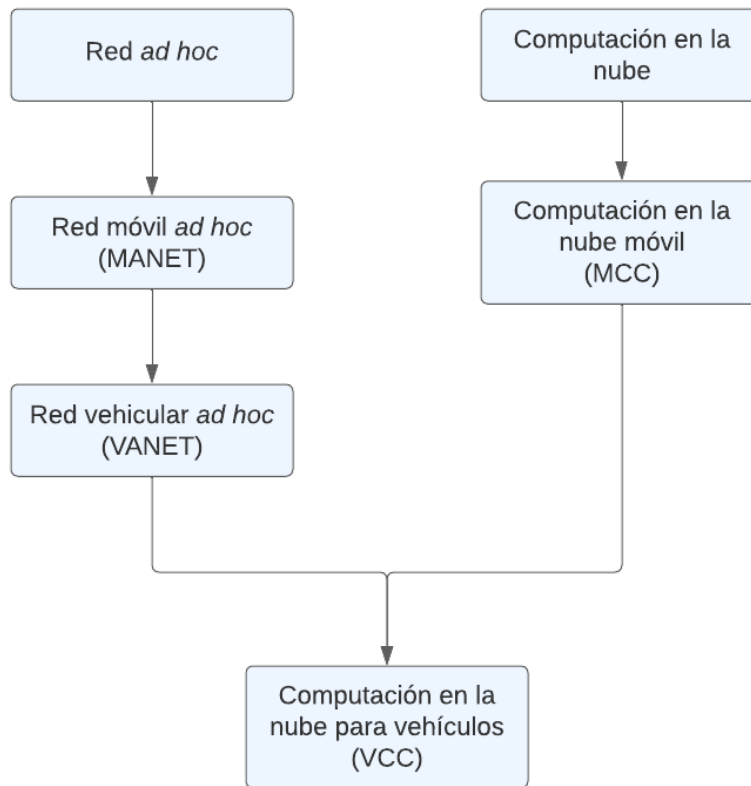 Red ad hoc
Computación en la
nube
Red móvil ad hoc
(MANET)
Computación en la
nube móvil
(MCC)
Red vehicular ad hoc
(VANET)
Computación en la
nube para vehículos
(VCC)